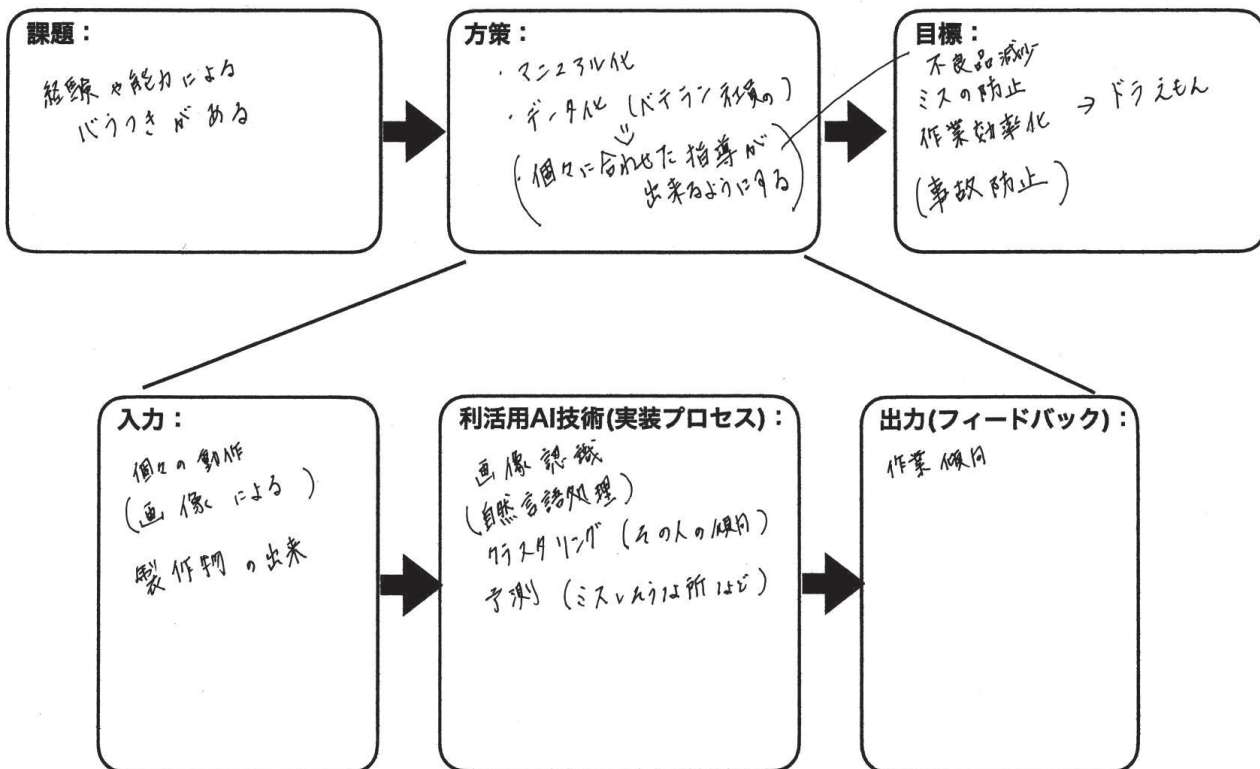 課題：
経験や能力による
バラつきがある
方策：
・マニュアル化
・データ化（ベテラン社員の）
（・個々に合わせた指導が
出来るようにする）
目標：
不良品減少
ミスの防止
作業効率化 → ドラえもん
（事故防止）
入力：
個々の動作
（画像による）
製作物の出来
利活用AI技術(実装プロセス)：
画像認識
（自然言語処理）
クラスタリング（その人の傾向）
予測（ミスしそうな所など）
出力(フィードバック)：
作業傾向